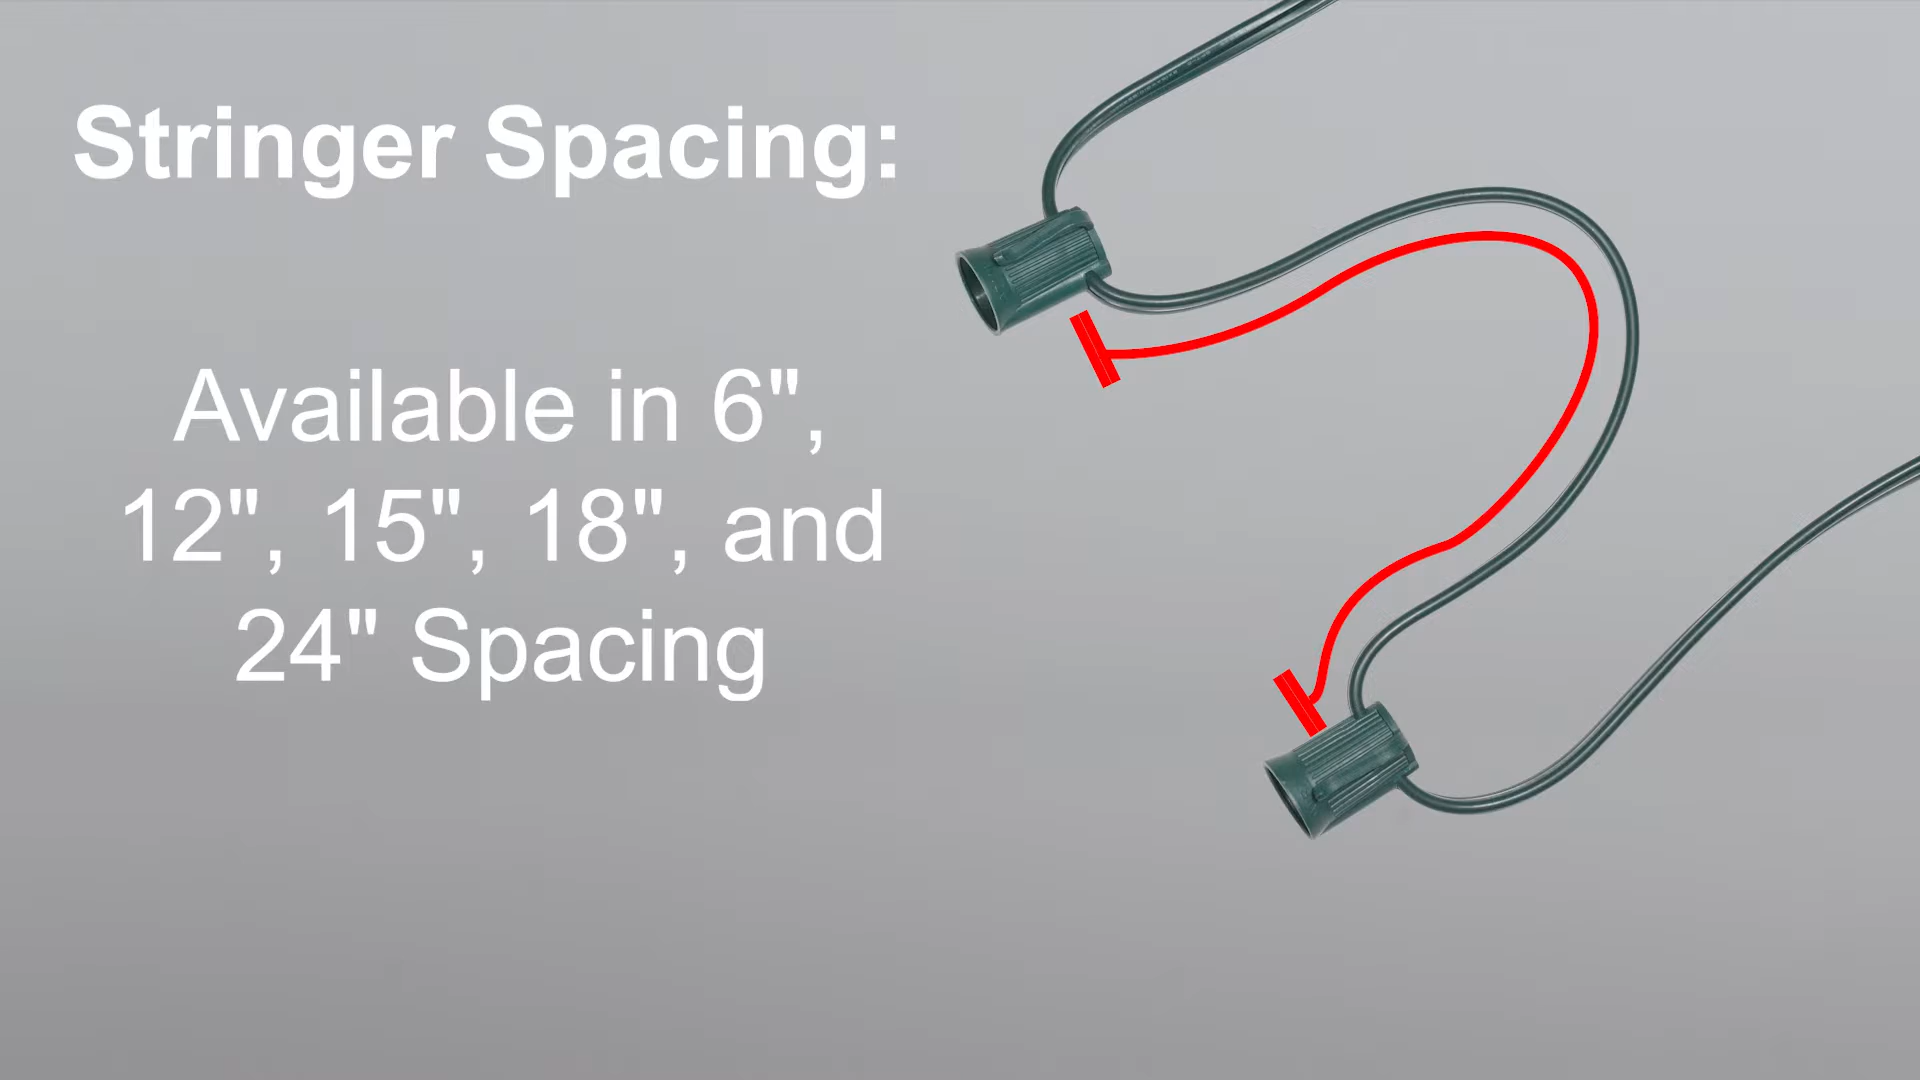 Stringer Spacing:
Available in 6",
12", 15", 18", and
24" Spacing